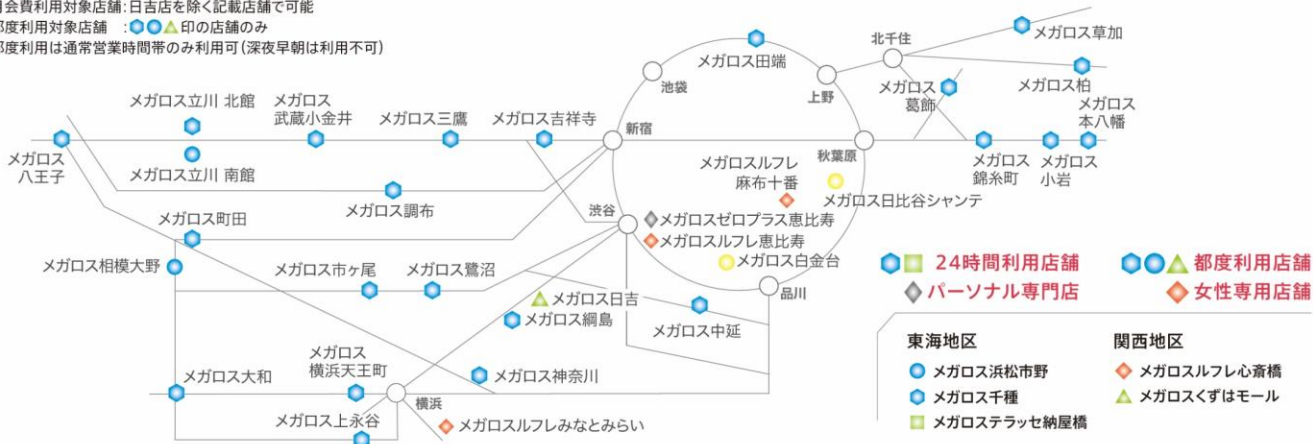 月会費利用対象店舗:日吉店を除く記載店舗で可能
都度利用対象店舗 : 印の店舗のみ
都度利用は通常営業時間帯のみ利用可(深夜早朝は利用不可)
北千住
メガロス草加
メガロス田端
池袋
上野
メガロス
葛飾
メガロス柏
メガロス
本八幡
メガロス立川 北館
メガロス
武蔵小金井
メガロス三鷹
メガロス吉祥寺
新宿
秋葉原
メガロス
八王子
メガロス立川 南館
メガロス
錦糸町
メガロス
小岩
メガロスルフレ
麻布十番
メガロス日比谷シャンテ
メガロス調布
メガロス町田
渋谷
メガロスゼロプラス恵比寿
メガロスルフレ恵比寿
メガロス白金台
メガロス相模大野
メガロス市ヶ尾
メガロス鷺沼
品川
メガロス日吉
メガロス綱島
メガロス中延
メガロス大和
メガロス
横浜天王町
メガロス神奈川
横浜
メガロス上永谷
メガロスルフレみなとみらい
24時間利用店舗
都度利用店舗
パーソナル専門店
女性専用店舗
東海地区
メガロス浜松市野
メガロス千種
メガロステラッセ納屋橋
関西地区
メガロスルフレ心斎橋
メガロスくずはモール